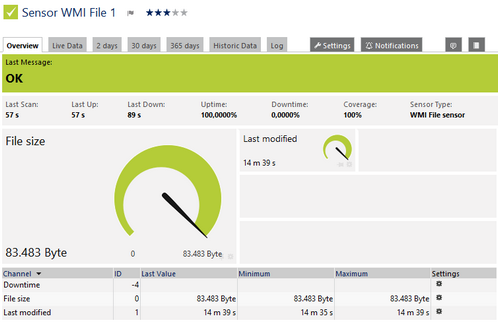 Sensor WMI File 1
Overview Live Data 2 days 30 days 365 days Historic Data Log Settings Notifications
Last Message:
OK
Last Scan: Last Up: Last Down: Uptime: Downtime: Coverage: Sensor Type:
57 s 57 s 89 s 100,0000% 0,0000% 100% WMI File sensor
File size
Last modified
14 m 39 s
83.483 Byte 0 83.483 Byte
Channel ID Last Value Minimum Maximum Settings
Downtime -4
File size 0 83.483 Byte 83.483 Byte 83.483 Byte
Last modified 1 14 m 39 s 14 m 35 s 14 m 39 s